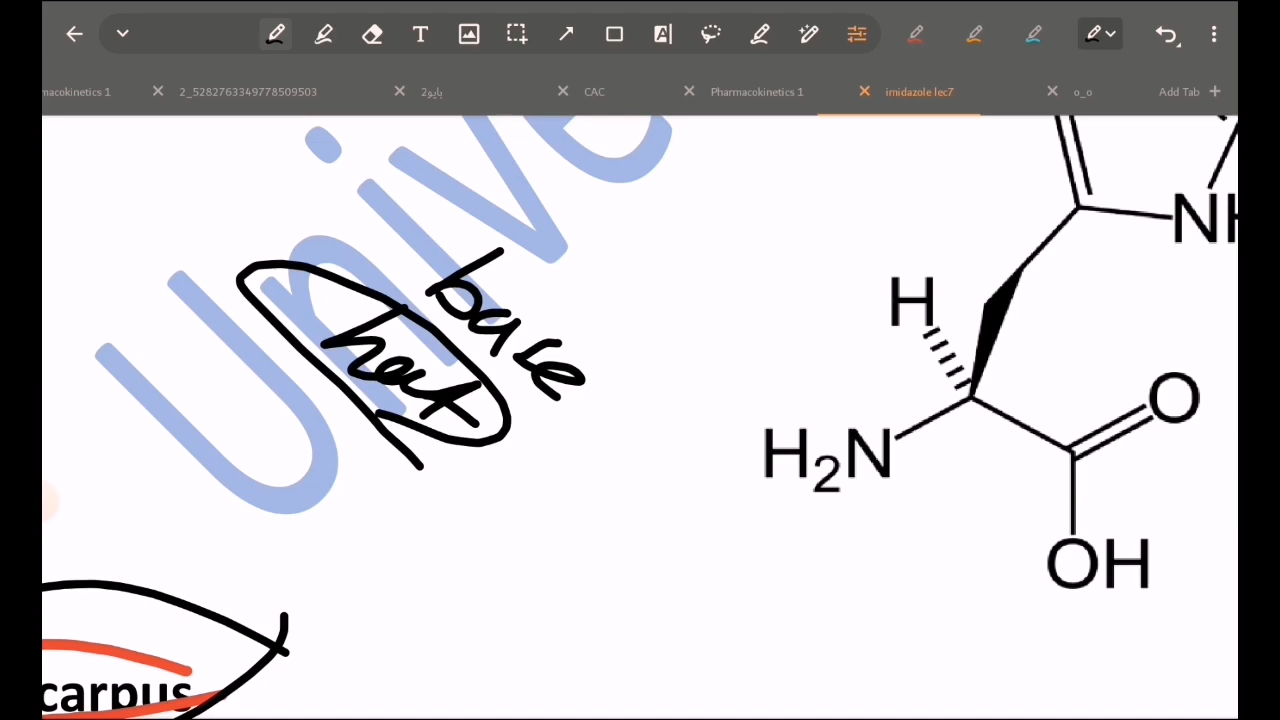 macokinetics 1
2_5282763349778509503
بايو2
CAC
Pharmacokinetics 1
imidazole lec7
o_o
Add Tab
Unive
base
heat
NH
H
O
H2N
OH
carpus